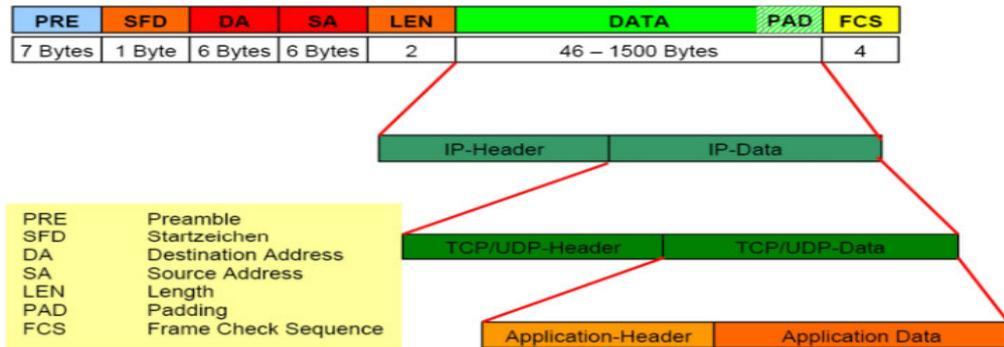 PRE SFD DA SA LEN DATA PAD FCS
7 Bytes 1 Byte 6 Bytes 6 Bytes 2 46 – 1500 Bytes 4
IP-Header IP-Data
PRE Preamble
SFD Startzeichen
DA Destination Address
SA Source Address
LEN Length
PAD Padding
FCS Frame Check Sequence
TCP/UDP-Header TCP/UDP-Data
Application-Header Application Data